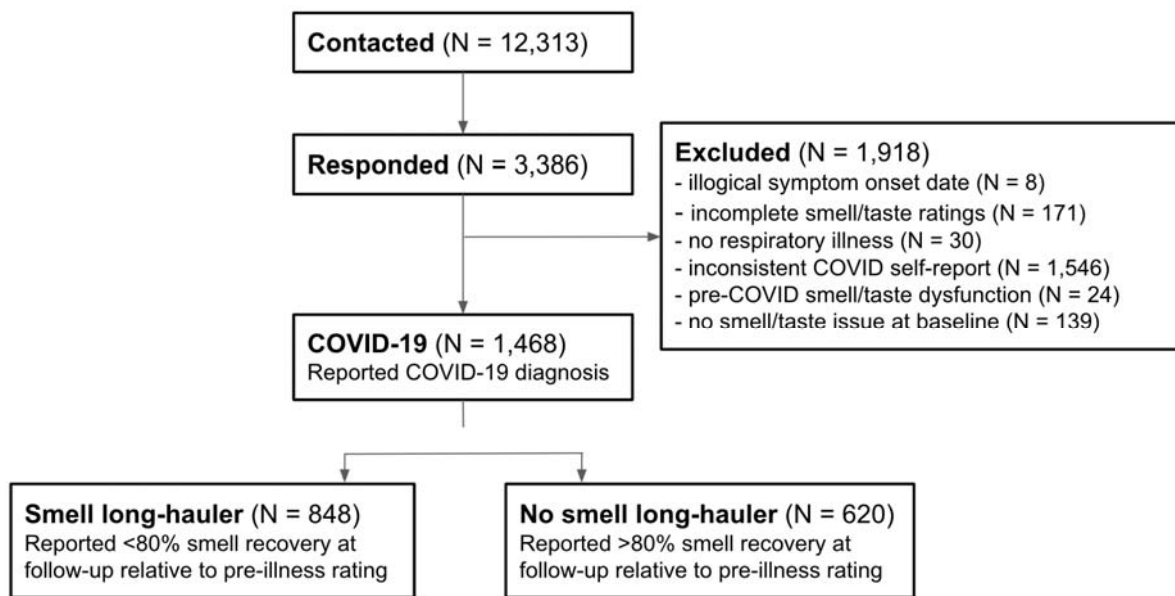 Contacted (N = 12,313)
Responded (N = 3,386)
Excluded (N = 1,918)
- illogical symptom onset date (N = 8)
- incomplete smell/taste ratings (N = 171)
- no respiratory illness (N = 30)
- inconsistent COVID self-report (N = 1,546)
- pre-COVID smell/taste dysfunction (N = 24)
- no smell/taste issue at baseline (N = 139)
COVID-19 (N = 1,468)
Reported COVID-19 diagnosis
Smell long-hauler (N = 848)
Reported <80% smell recovery at
follow-up relative to pre-illness rating
No smell long-hauler (N = 620)
Reported >80% smell recovery at
follow-up relative to pre-illness rating